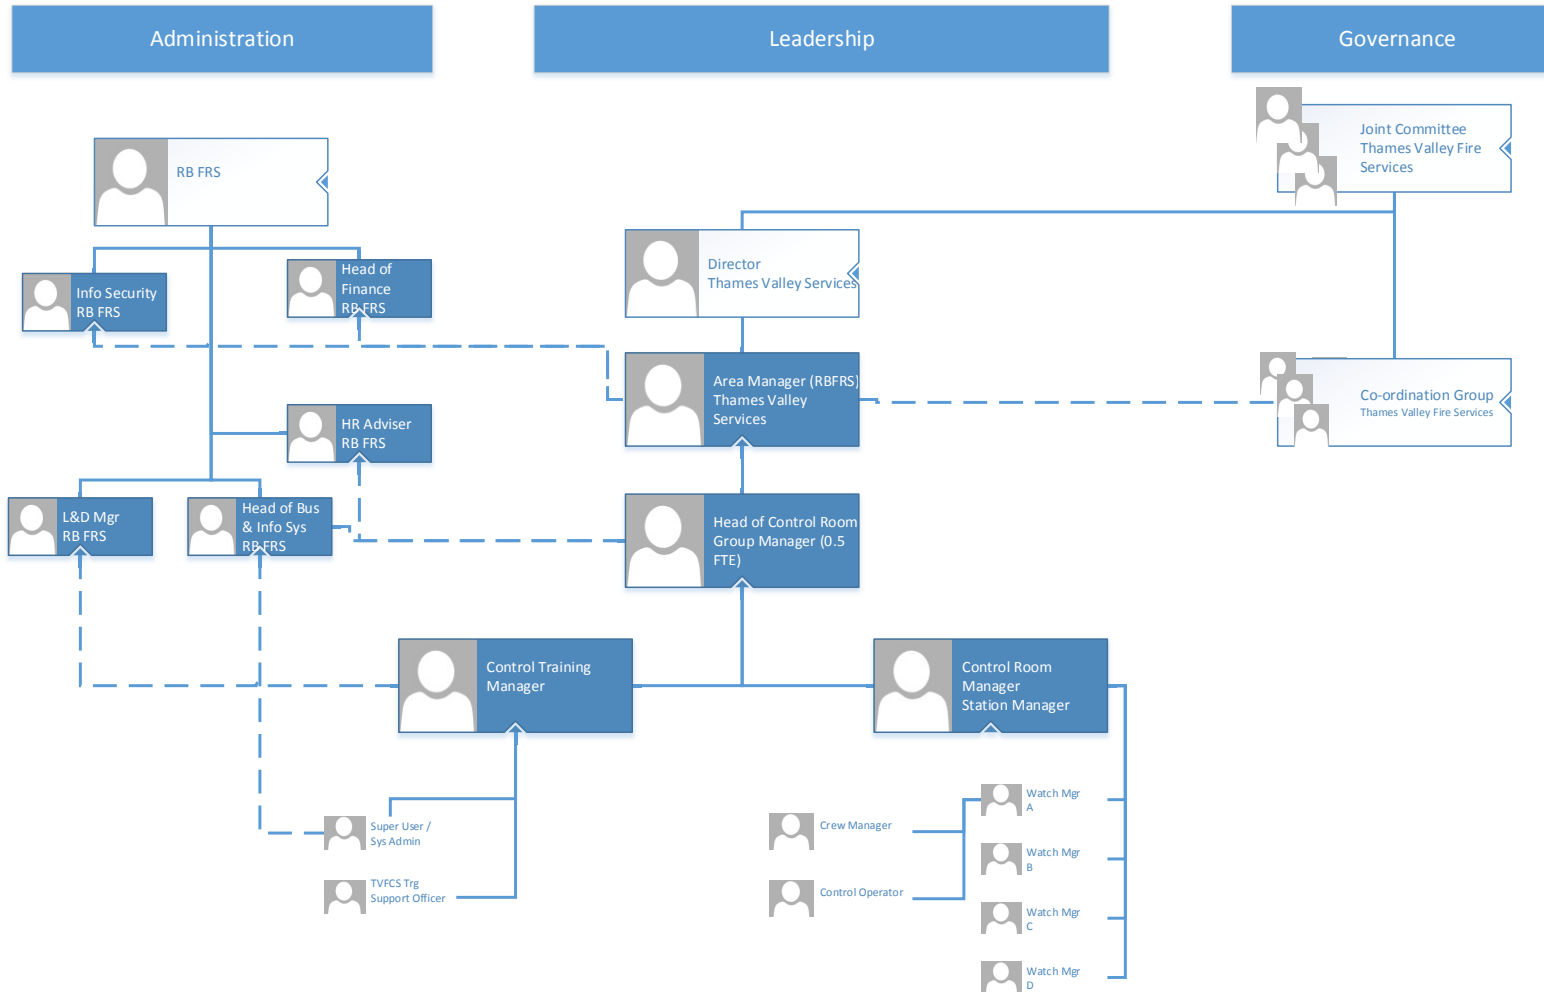 Administration
Leadership
Governance
RB FRS
Info Security
RB FRS
Head of
Finance
RB FRS
HR Adviser
RB FRS
L&D Mgr
RB FRS
Head of Bus
& Info Sys
RB FRS
Director
Thames Valley Services
Area Manager (RBFRS)
Thames Valley
Services
Head of Control Room
Group Manager (0.5
FTE)
Joint Committee
Thames Valley Fire
Services
Co-ordination Group
Thames Valley Fire Services
Control Training
Manager
Control Room
Manager
Station Manager
Super User /
Sys Admin
TVFCS Trg
Support Officer
Crew Manager
Control Operator
Watch Mgr
A
Watch Mgr
B
Watch Mgr
C
Watch Mgr
D